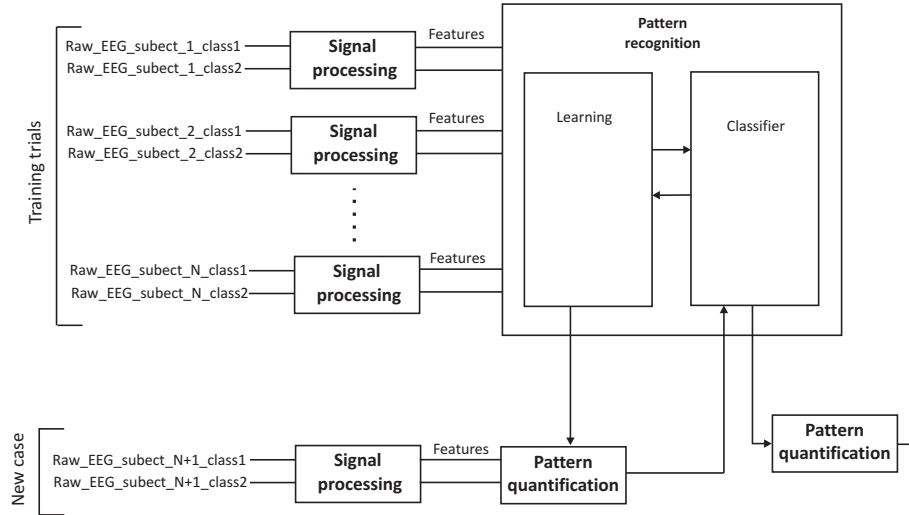 Training trials
Raw_EEG_subect_1_class1
Raw_EEG_subect_1_class2
Signal
processing
Features
Raw_EEG_subect_2_class1
Raw_EEG_subect_2_class2
Signal
processing
Features
Raw_EEG_subect_N_class1
Raw_EEG_subect_N_class2
Signal
processing
Features
Pattern
recognition
Learning
Classifier
New case
Raw_EEG_subect_N+1_class1
Raw_EEG_subect_N+1_class2
Signal
processing
Features
Pattern
quantification
Pattern
quantification